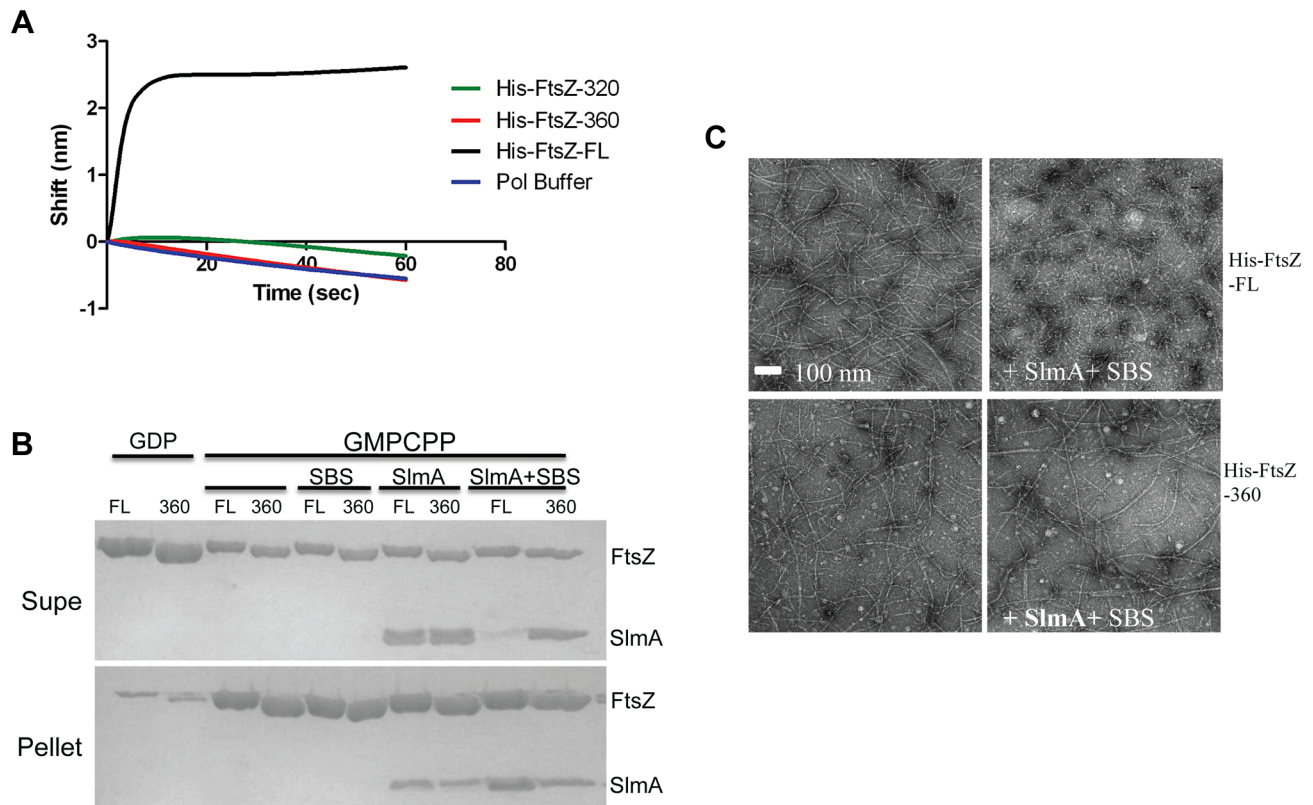 A
3
2
1
0
-1
Shift (nm)
20
40
60
80
Time (sec)
His-FtsZ-320
His-FtsZ-360
His-FtsZ-FL
Pol Buffer
B
GDP
GMPCPP
SBS
SlmA
SlmA+SBS
FL 360 FL 360 FL 360 FL 360 FL 360
Supe
FtsZ
SlmA
Pellet
FtsZ
SlmA
C
100 nm
+ SlmA+ SBS
His-FtsZ
-FL
+ SlmA+ SBS
His-FtsZ
-360